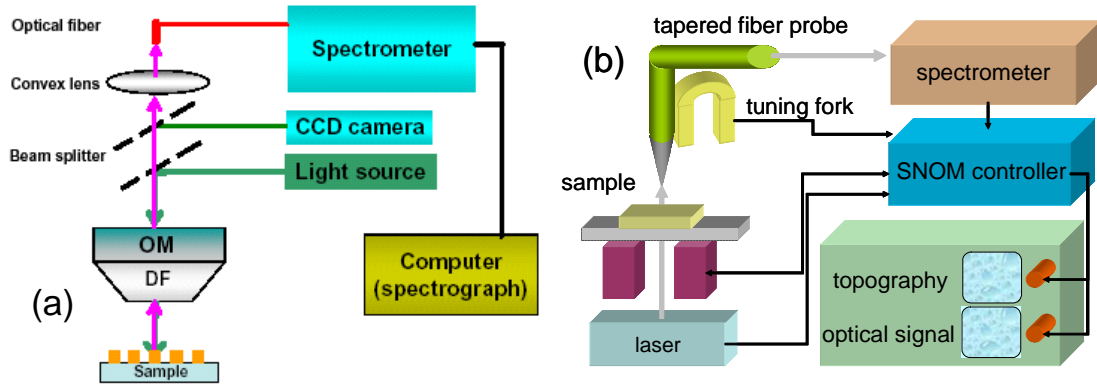 Optical fiber
Spectrometer
Convex lens
CCD camera
Beam splitter
Light source
OM
DF
Computer
(spectrograph)
(a)
Sample
tapered fiber probe
(b)
spectrometer
tuning fork
SNOM controller
sample
topography
optical signal
laser